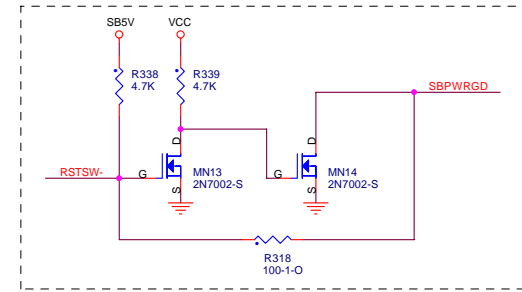 SB5V
VCC
R338
4.7K
R339
4.7K
SBPWRGD
D
D
RSTSW-
G
MN13
2N7002-S
G
MN14
2N7002-S
S
S
R318
100-1-O